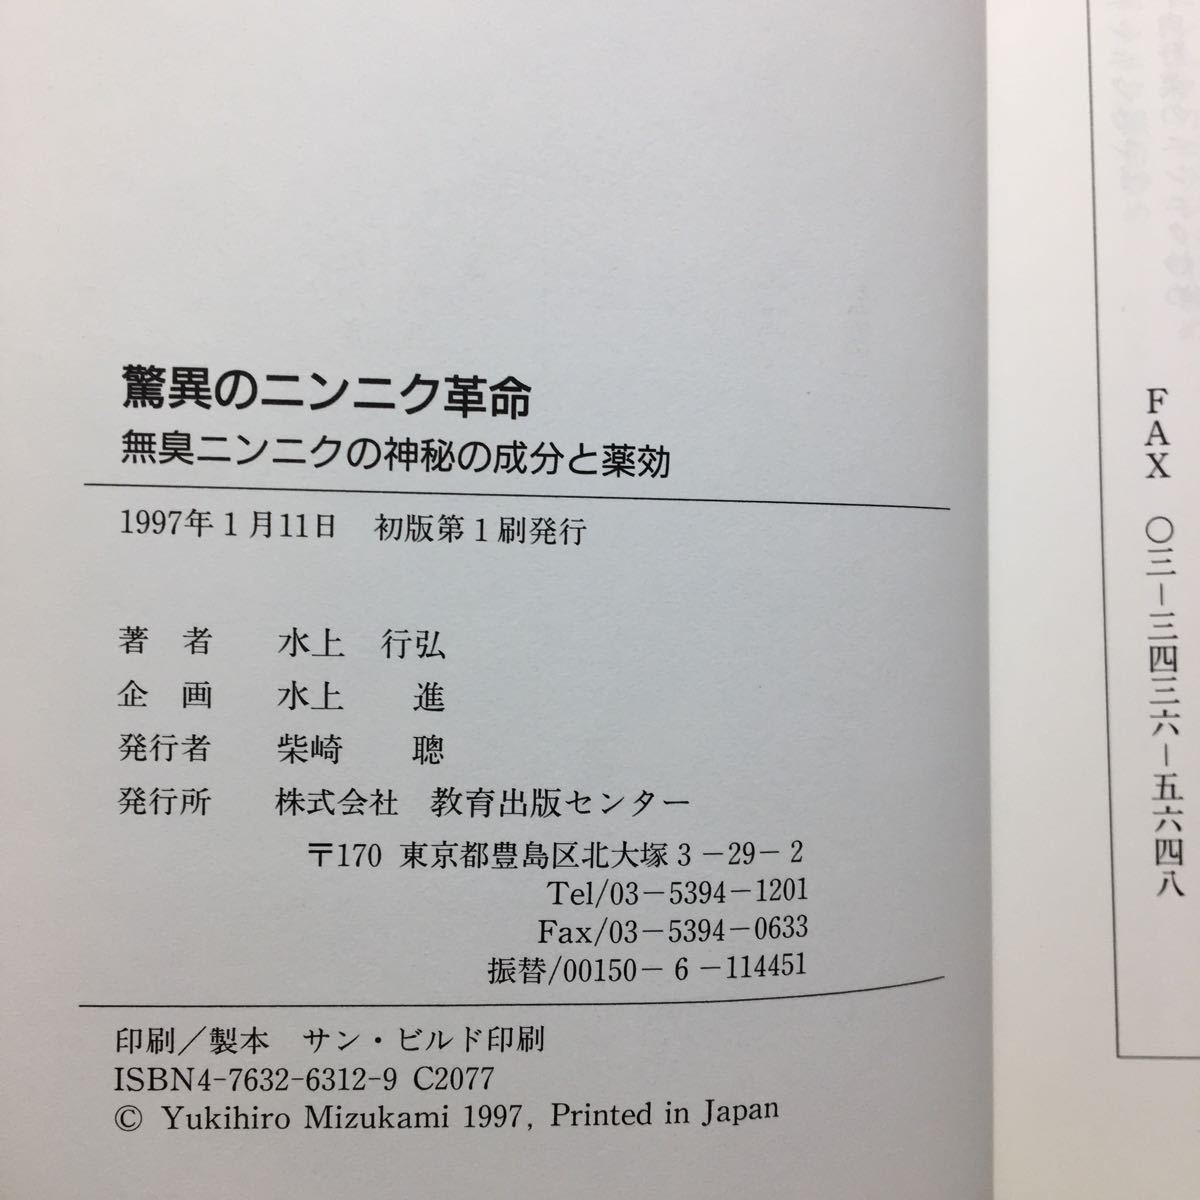 驚異のニンニク革命
無臭ニンニクの神秘の成分と薬効
1997年1月11日　初版第1刷発行
著　者　水上　行弘
企　画　水上　　進
発行者　柴崎　　聰
発行所　株式会社　教育出版センター
〒170 東京都豊島区北大塚3-29-2
Tel/03-5394-1201
Fax/03-5394-0633
振替/00150-6-114451
印刷／製本　サン・ビルド印刷
ISBN4-7632-6312-9 C2077
© Yukihiro Mizukami 1997, Printed in Japan
FAX 〇三-三四三六-五六四八